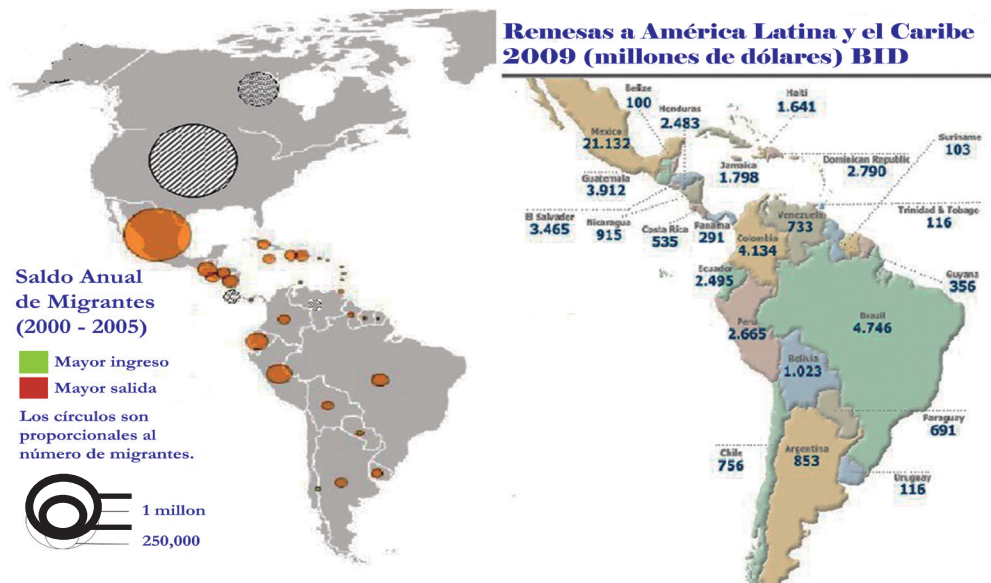 Remesas a América Latina y el Caribe
2009 (millones de dólares) BID
Saldo Anual
de Migrantes
(2000 - 2005)
Mayor ingreso
Mayor salida
Los círculos son
proporcionales al
número de migrantes.
1 millon
250,000
Belize
100
Honduras
2.483
Haiti
1.641
Mexico
21.132
Suriname
103
Jamaica
1.798
Dominican Republic
2.790
Guatemala
3.912
El Salvador
3.465
Nicaragua
915
Costa Rica
535
Panama
291
Venezuela
733
Trinidad & Tobago
116
Colombia
4.134
Ecuador
2.495
Guyana
356
Peru
2.665
Brazil
4.746
Bolivia
1.023
Paraguay
691
Chile
756
Argentina
853
Uruguay
116